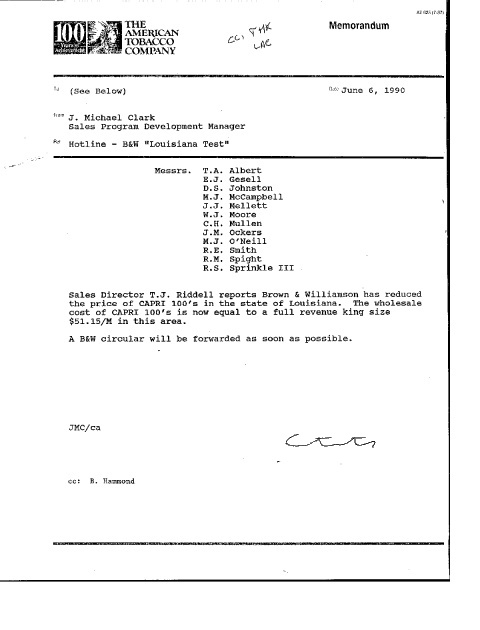 100
Years of
Achievement
THE
AMERICAN
TOBACCO
COMPANY
cc:
LAC
Memorandum
To (See Below)
Date June 6, 1990
From J. Michael Clark
Sales Program Development Manager
Re: Hotline - B&W "Louisiana Test"
Messrs. T.A. Albert
E.J. Gesell
D.S. Johnston
M.J. McCampbell
J.J. Mellett
W.J. Moore
C.H. Mullen
J.M. Ockers
M.J. O'Neill
R.E. Smith
R.M. Spight
R.S. Sprinkle III
Sales Director T.J. Riddell reports Brown & Williamson has reduced
the price of CAPRI 100's in the state of Louisiana. The wholesale
cost of CAPRI 100's is now equal to a full revenue king size
$51.15/M in this area.
A B&W circular will be forwarded as soon as possible.
JMC/ca
cc: B. Hammond